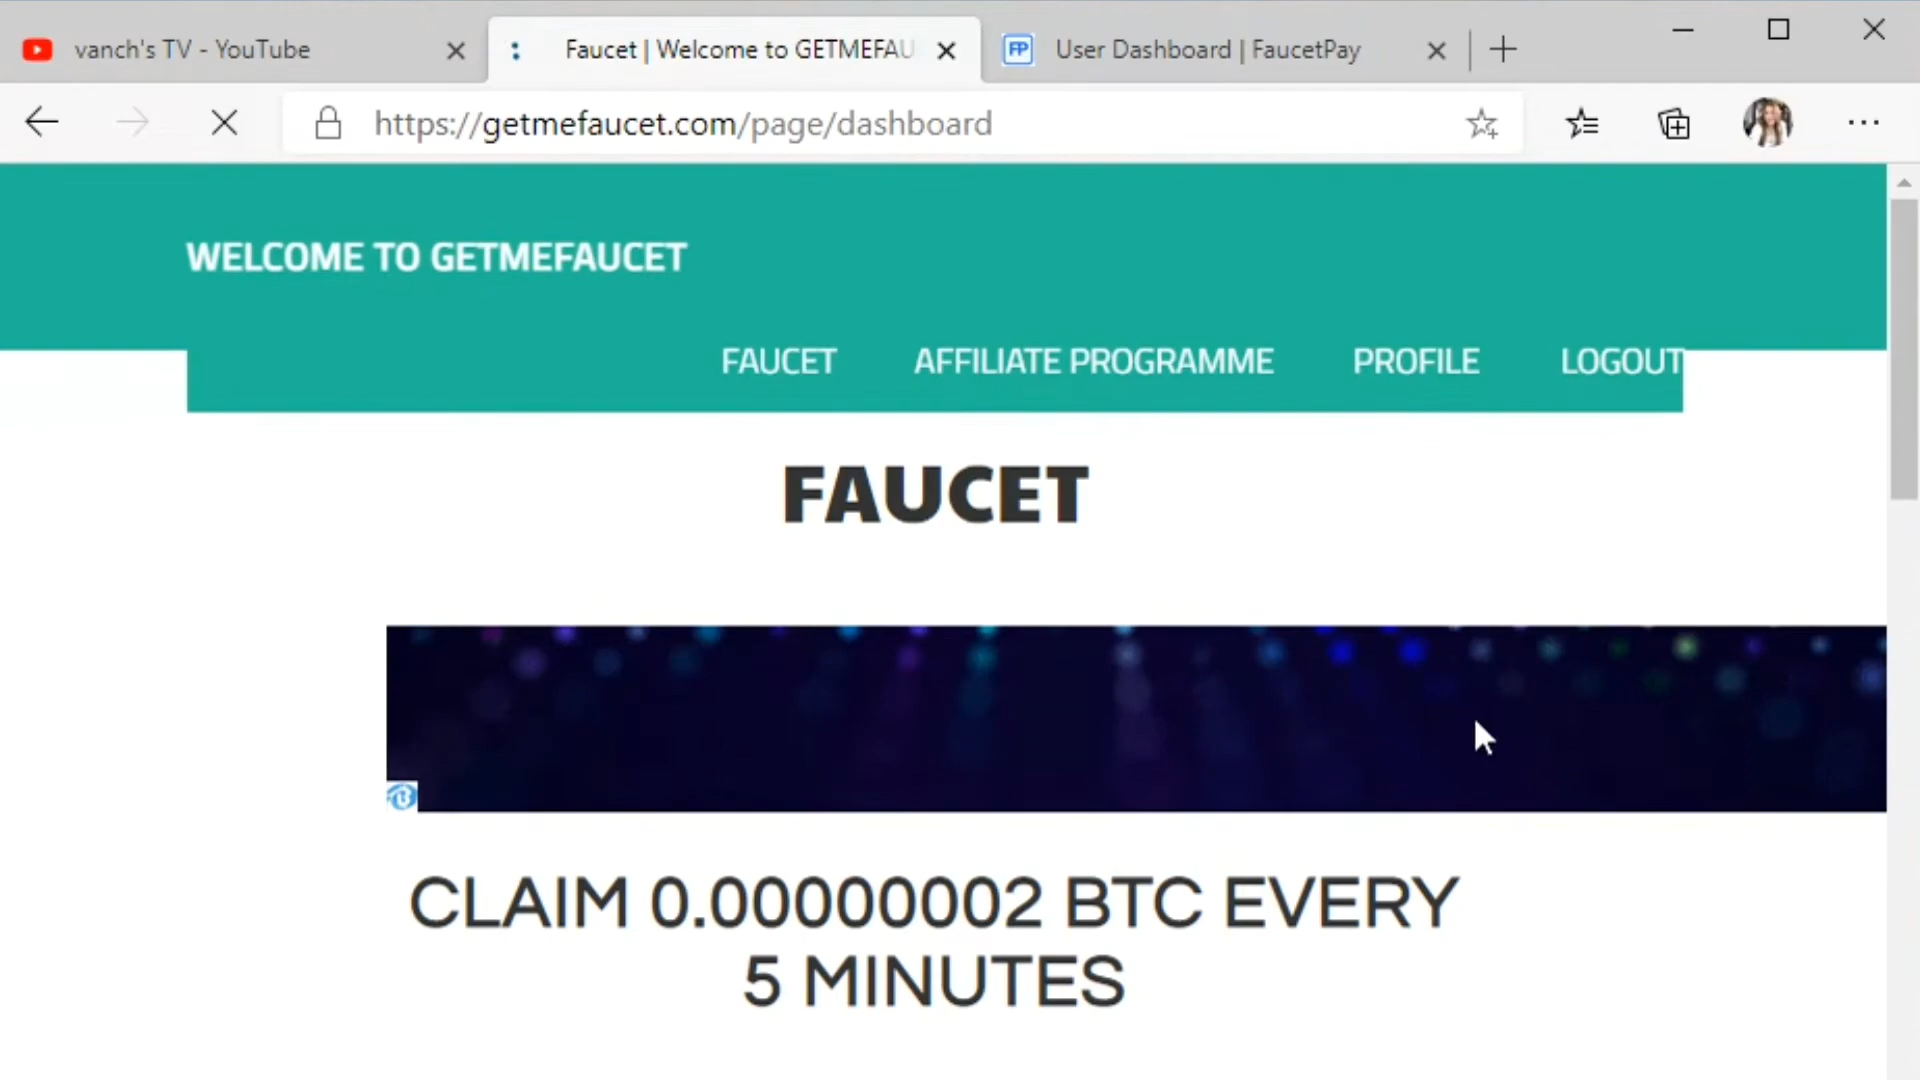 vanch's TV - YouTube
Faucet | Welcome to GETMEFAU
FP
User Dashboard | FaucetPay
https://getmefaucet.com/page/dashboard
WELCOME TO GETMEFAUCET
FAUCET AFFILIATE PROGRAMME PROFILE LOGOUT
FAUCET
CLAIM 0.00000002 BTC EVERY
5 MINUTES